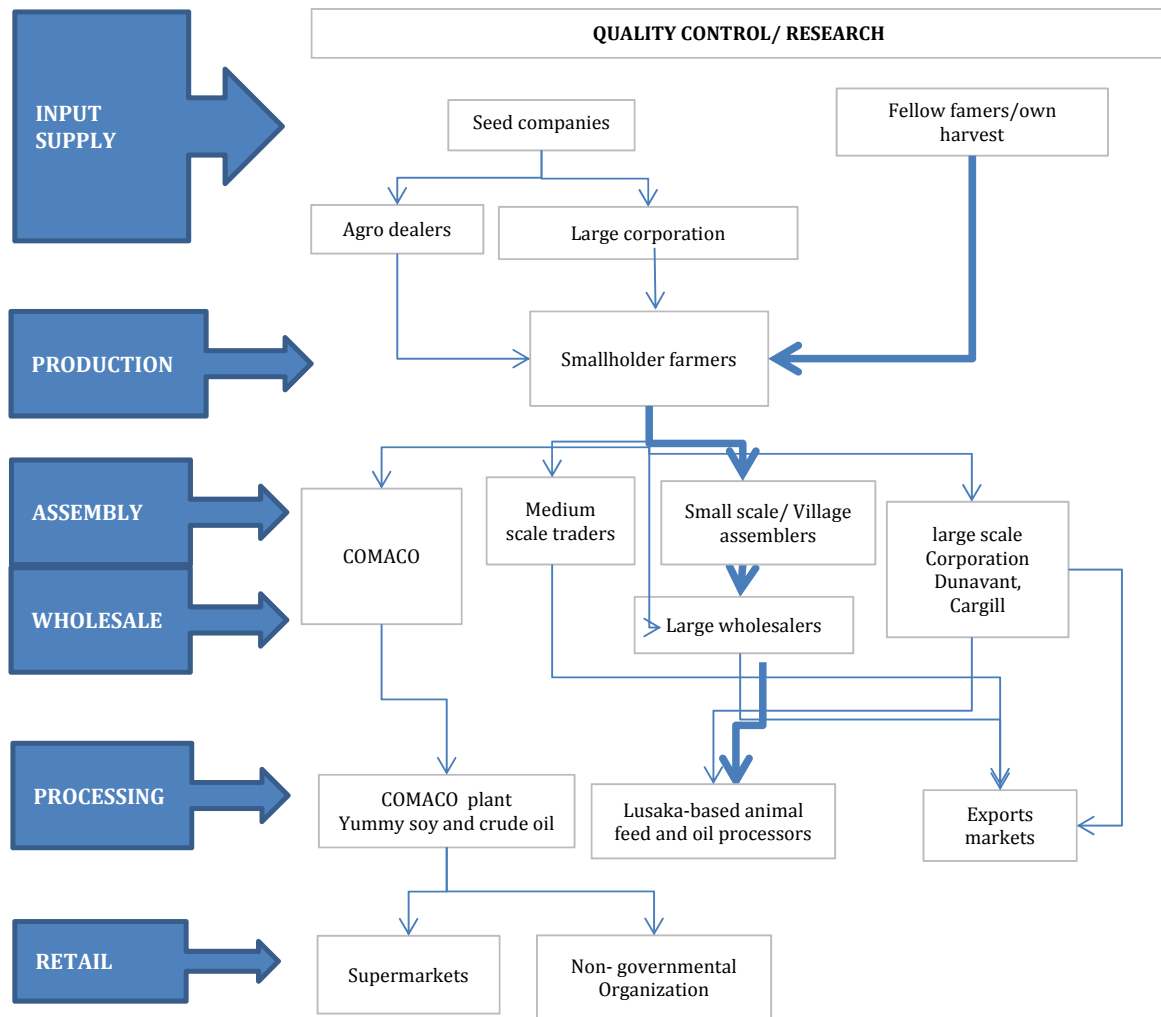 QUALITY CONTROL/ RESEARCH
INPUT
SUPPLY
Seed companies
Fellow famers/own
harvest
Agro dealers
Large corporation
PRODUCTION
Smallholder farmers
ASSEMBLY
COMACO
Medium
scale traders
Small scale/ Village
assemblers
large scale
Corporation
Dunavant,
Cargill
WHOLESALE
Large wholesalers
PROCESSING
COMACO  plant
Yummy soy and crude oil
Lusaka-based animal
feed and oil processors
Exports
markets
RETAIL
Supermarkets
Non- governmental
Organization